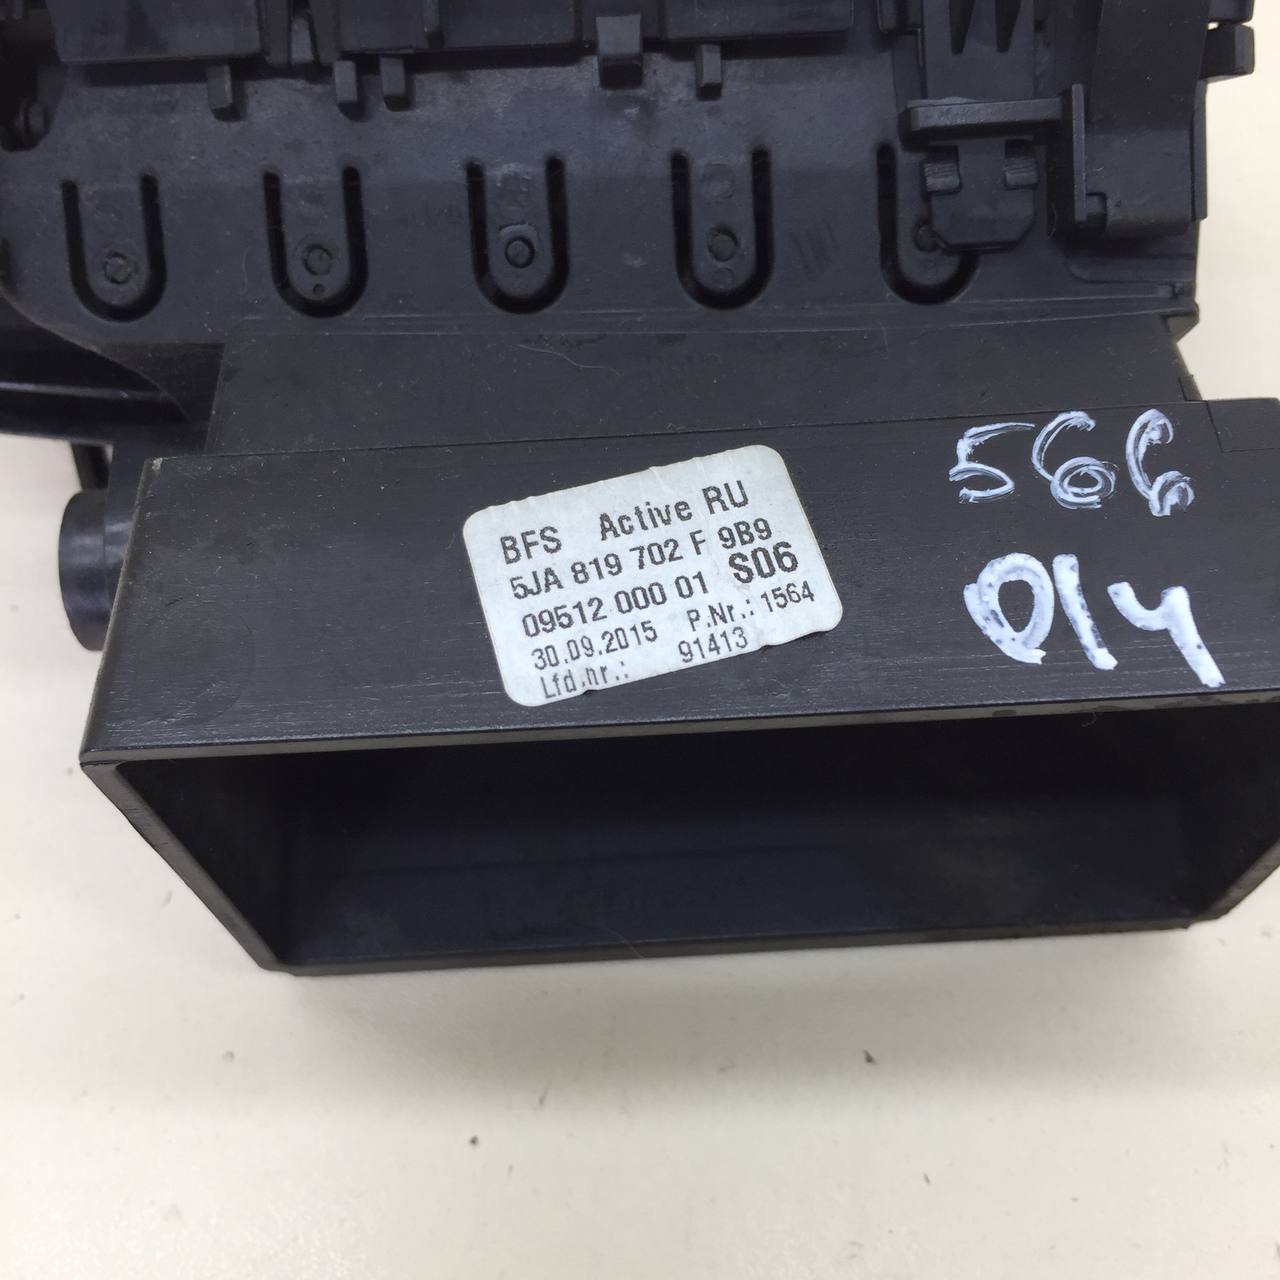 BFS Active RU
5JA 819 702 F 9B9
09512 000 01 S06
30.09.2015 P.Nr.: 1564
Lfd.nr.: 91413
566
014